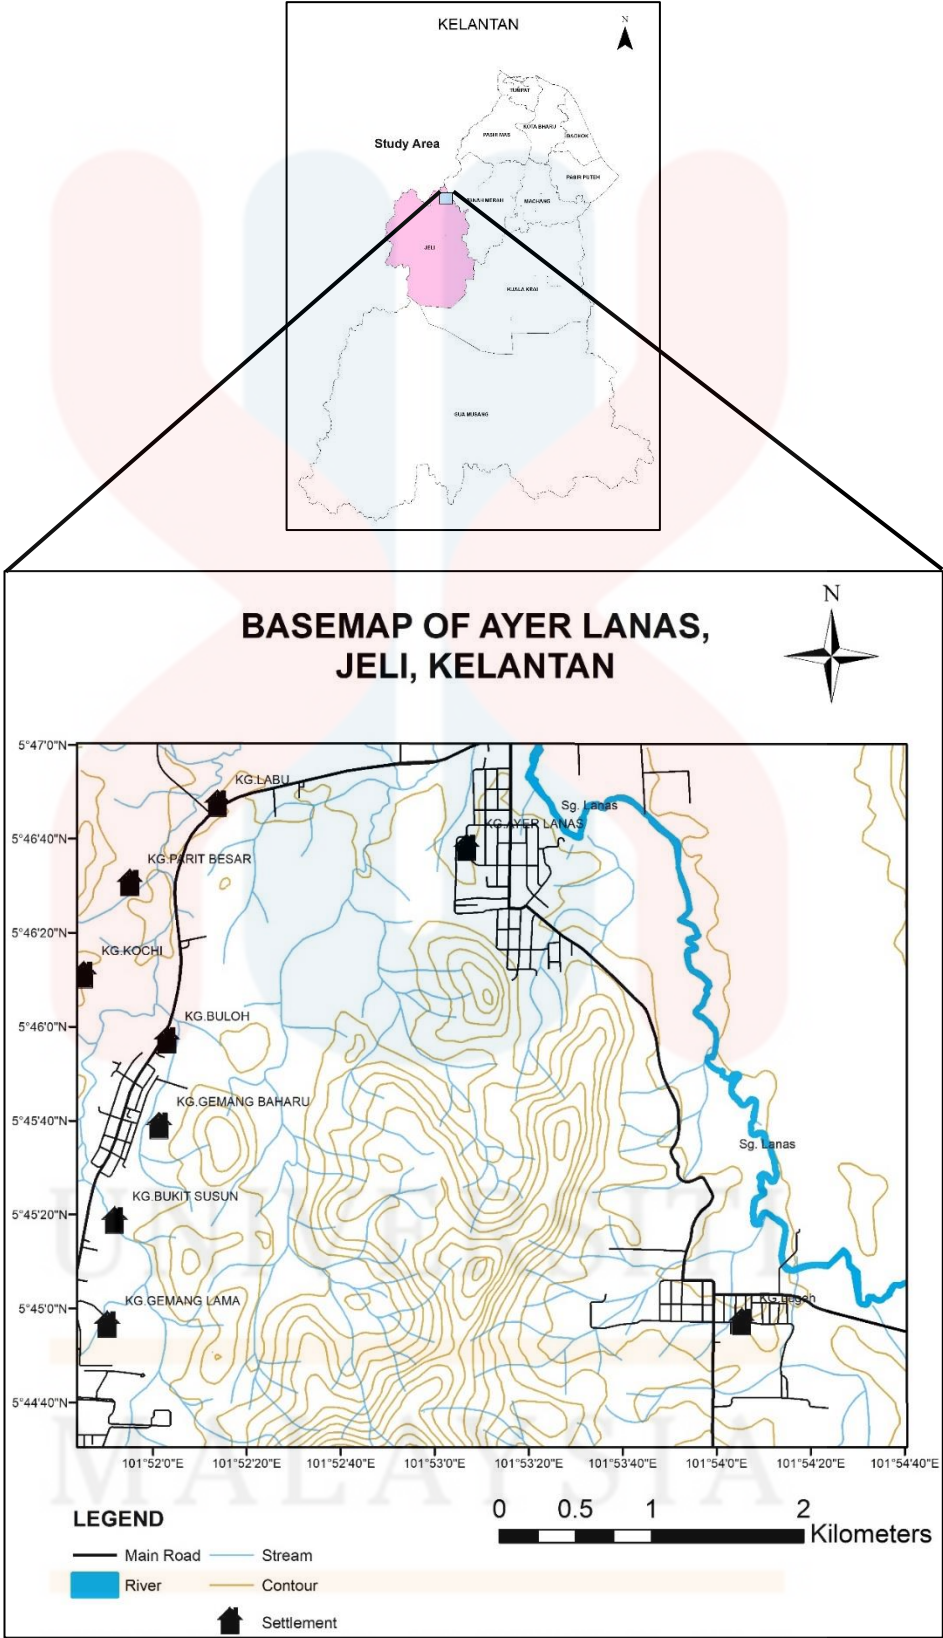 KELANTAN
N
TUMPAT
KOTA BHARU
PASIR MAS
BACHOK
Study Area
PASIR PUTEH
TANAH MERAH
MACHANG
JELI
KUALA KRAI
GUA MUSANG
BASEMAP OF AYER LANAS,
JELI, KELANTAN
N
5°47'0"N
KG.LABU
Sg. Lanas
KG.AYER LANAS
5°46'40"N
KG.PARIT BESAR
5°46'20"N
KG.KOCHI
KG.BULOH
5°46'0"N
KG.GEMANG BAHARU
5°45'40"N
Sg. Lanas
KG.BUKIT SUSUN
5°45'20"N
UNIVERSITI
KG.GEMANG LAMA
KG.Legeh
5°45'0"N
5°44'40"N
MALAYSIA
101°52'0"E 101°52'20"E 101°52'40"E 101°53'0"E 101°53'20"E 101°53'40"E 101°54'0"E 101°54'20"E 101°54'40"E
0 0.5 1 2
Kilometers
LEGEND
Main Road Stream
River Contour
Settlement